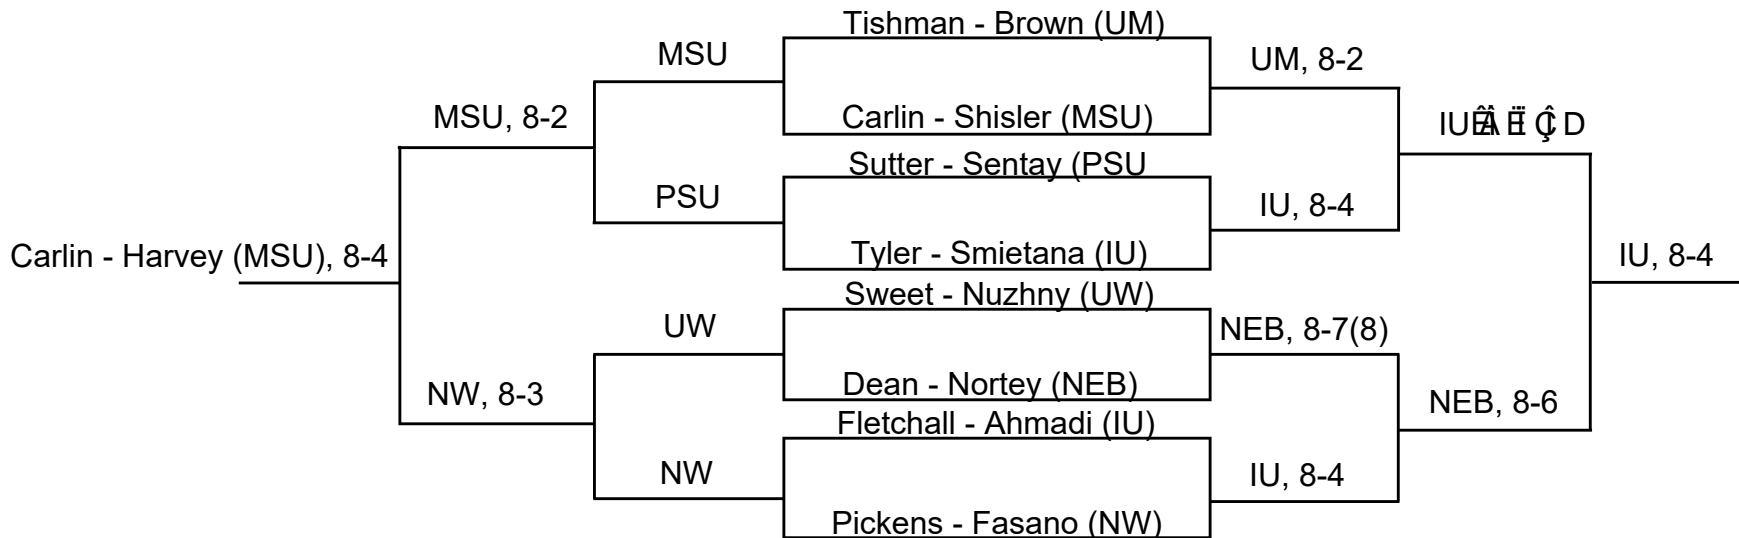 Tishman - Brown (UM)
MSU
UM, 8-2
MSU, 8-2
Carlin - Shisler (MSU)
IU
Sutter - Sentay (PSU
PSU
IU, 8-4
Carlin - Harvey (MSU), 8-4
Tyler - Smietana (IU)
IU, 8-4
Sweet - Nuzhny (UW)
UW
NEB, 8-7(8)
NW, 8-3
Dean - Nortey (NEB)
NEB, 8-6
Fletchall - Ahmadi (IU)
NW
IU, 8-4
Pickens - Fasano (NW)